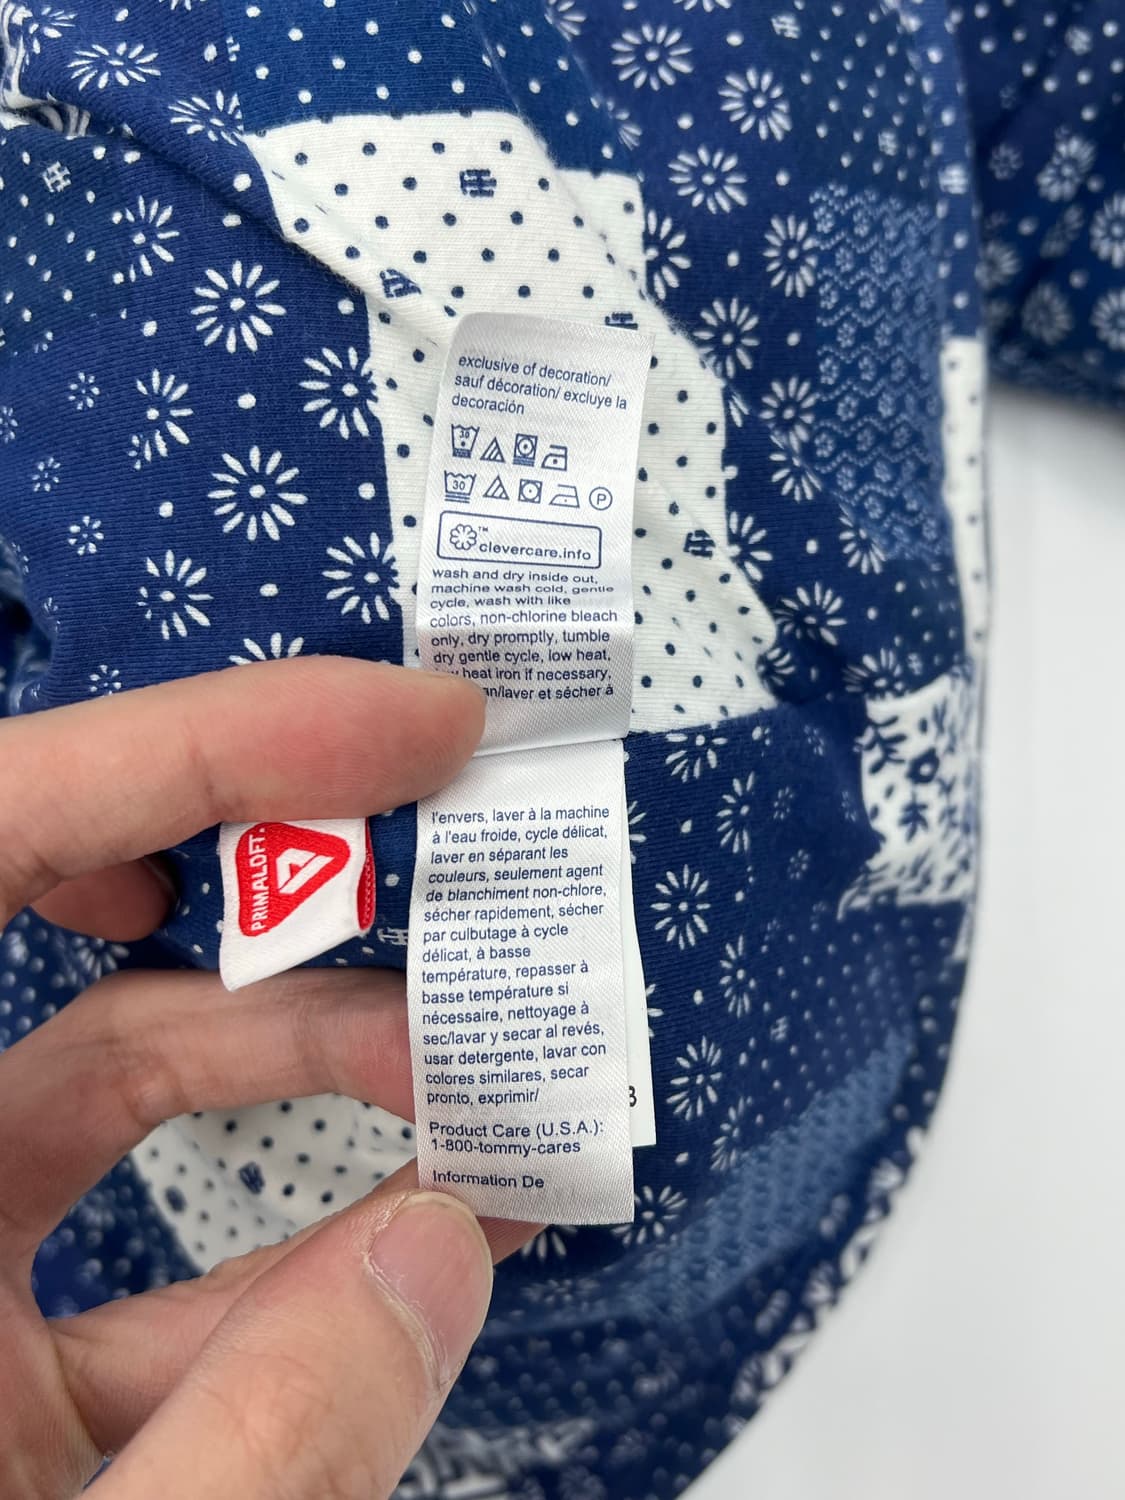 exclusive of decoration/
sauf décoration/ excluye la
decoración
30
30 P
™
clevercare.info
wash and dry inside out,
machine wash cold, gentle
cycle, wash with like
colors, non-chlorine bleach
only, dry promptly, tumble
dry gentle cycle, low heat,
heat iron if necessary,
an/laver et sécher à
l'envers, laver à la machine
à l'eau froide, cycle délicat,
laver en séparant les
couleurs, seulement agent
de blanchiment non-chlore,
sécher rapidement, sécher
par culbutage à cycle
délicat, à basse
température, repasser à
basse température si
nécessaire, nettoyage à
sec/lavar y secar al revés,
usar detergente, lavar con
colores similares, secar
pronto, exprimir/
Product Care (U.S.A.):
1-800-tommy-cares
Information De
PRIMALOFT.